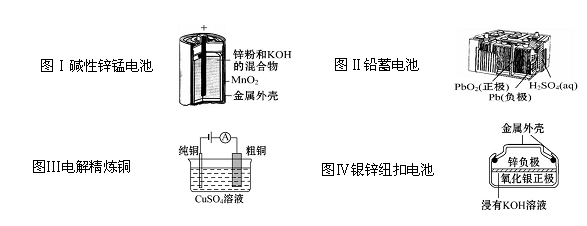 +
图Ⅰ碱性锌锰电池
锌粉和KOH
的混合物
MnO₂
金属外壳
图Ⅱ铅蓄电池
PbO₂(正极)
Pb(负极)
H₂SO₄(aq)
图III电解精炼铜
A
纯铜
粗铜
CuSO₄溶液
图Ⅳ银锌纽扣电池
金属外壳
锌负极
氧化银正极
浸有KOH溶液